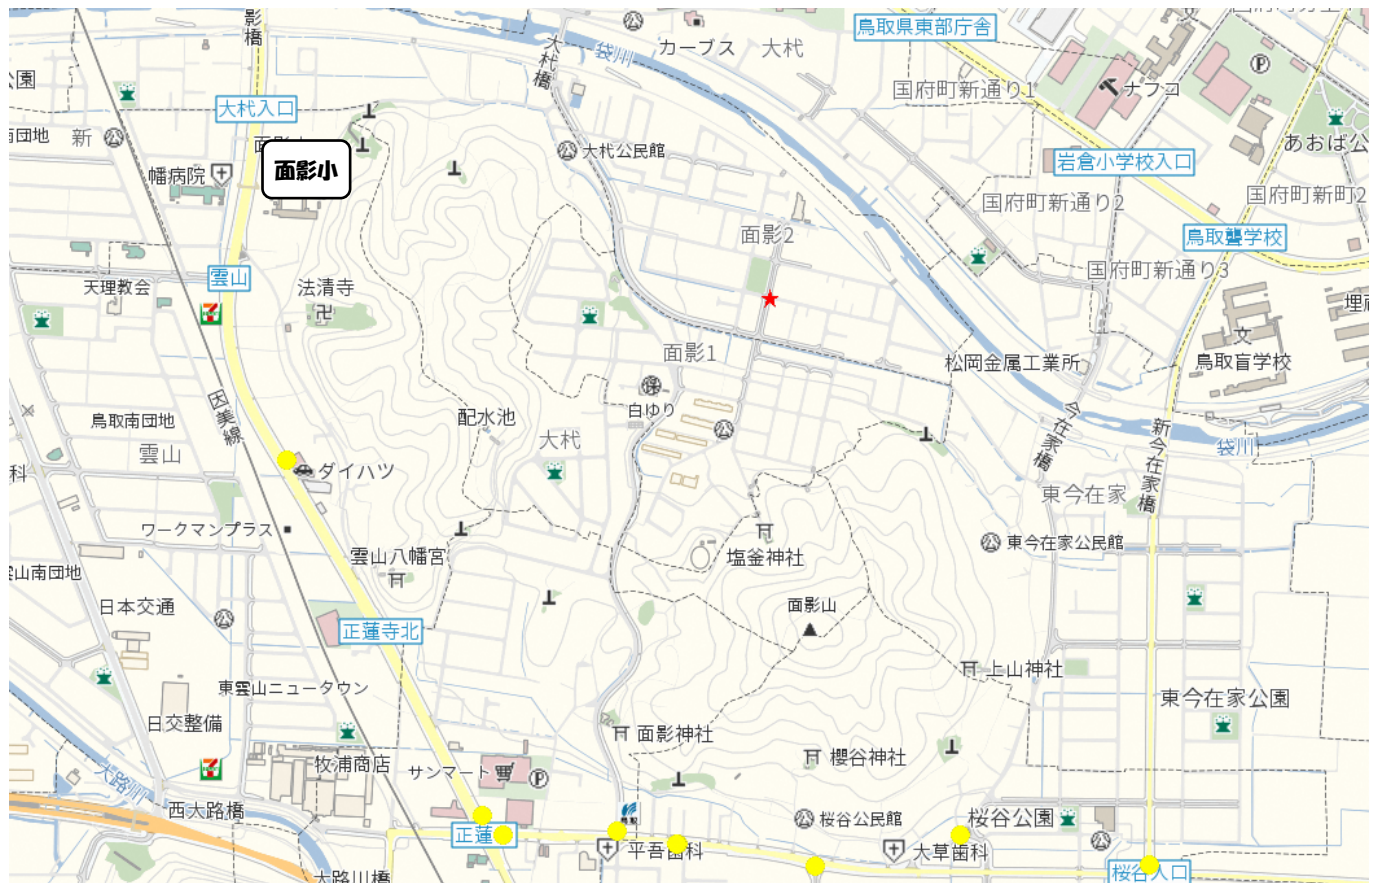 影橋
大杙橋
袋川
カーブス
大杙
鳥取県東部庁舎
公園
国府町新通り1
ナフコ
P
大杙入口
新
大杙公民館
岩倉小学校入口
あおば公
幡病院
面影小
国府町新通り2
国府町新町2
面影2
鳥取聾学校
雲山
天理教会
法清寺
国府町新通り3
文
鳥取盲学校
面影1
松岡金属工業所
保
白ゆり
因美線
鳥取南団地
雲山
配水池
大杙
今在家橋
新今在家橋
袋川
科
ダイハツ
東今在家
ワークマンプラス
雲山八幡宮
塩釜神社
東今在家公民館
雲山南団地
日本交通
面影山
正蓮寺北
上山神社
東雲山ニュータウン
東今在家公園
日交整備
面影神社
牧浦商店
サンマート
P
櫻谷神社
大路川
西大路橋
桜谷公民館
桜谷公園
正蓮
平吾歯科
大草歯科
大路川橋
桜谷入口